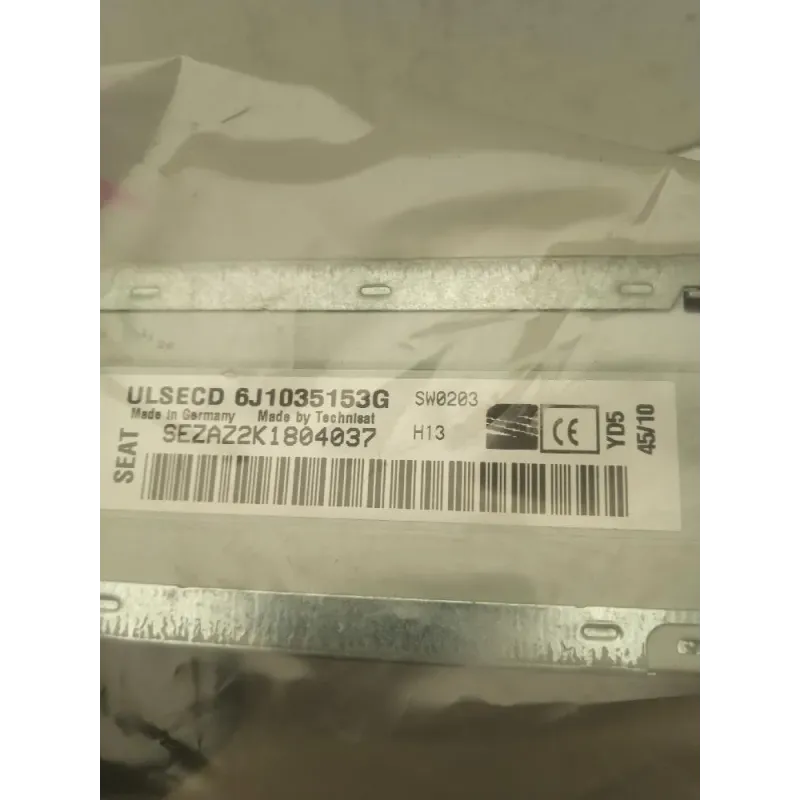 ULSECD 6J1035153G SW0203
Made in Germany Made by Technisat
SEZAZ2K1804037 H13
SEAT
CE
YD5
45/10